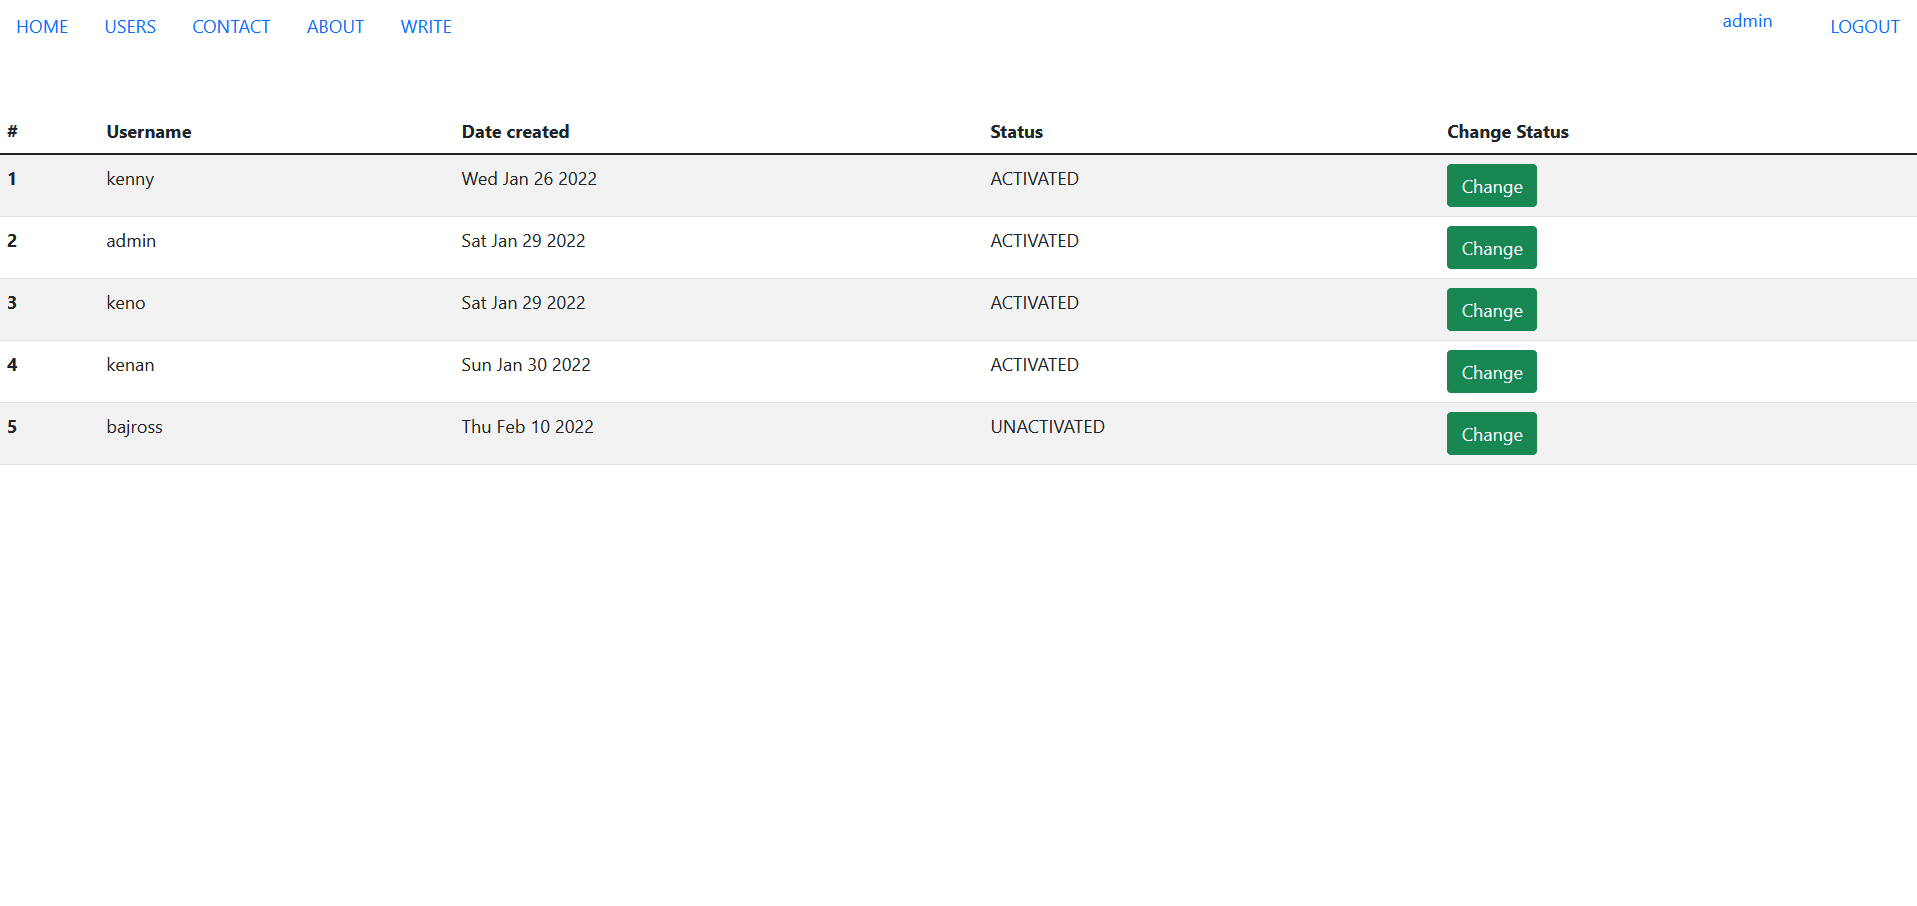 HOME USERS CONTACT ABOUT WRITE admin LOGOUT
# Username Date created Status Change Status
1 kenny Wed Jan 26 2022 ACTIVATED Change
2 admin Sat Jan 29 2022 ACTIVATED Change
3 keno Sat Jan 29 2022 ACTIVATED Change
4 kenan Sun Jan 30 2022 ACTIVATED Change
5 bajross Thu Feb 10 2022 UNACTIVATED Change